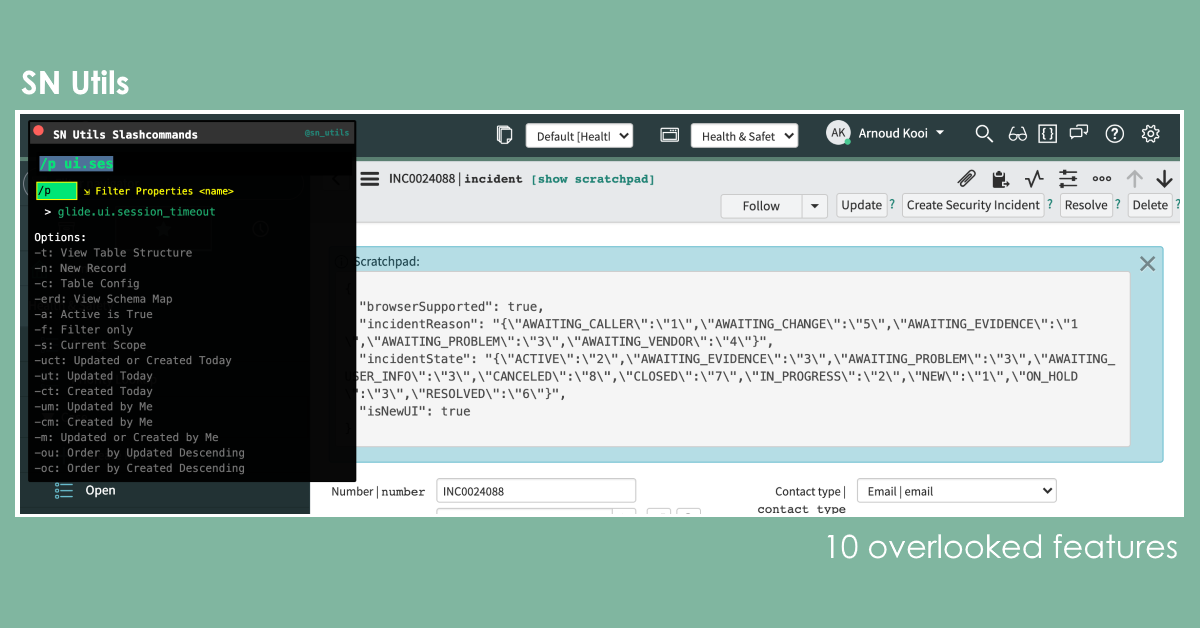 SN Utils
SN Utils Slashcommands
@sn_utils
/p ui.ses
/p
⇲ Filter Properties <name>
> glide.ui.session_timeout
Options:
-t: View Table Structure
-n: New Record
-c: Table Config
-erd: View Schema Map
-a: Active is True
-f: Filter only
-s: Current Scope
-uct: Updated or Created Today
-ut: Updated Today
-ct: Created Today
-um: Updated by Me
-cm: Created by Me
-m: Updated or Created by Me
-ou: Order by Updated Descending
-oc: Order by Created Descending
Open
Default [Healtl
Health & Safet
AK
Arnoud Kooi
INC0024088 | incident [show scratchpad]
Follow
Update ?
Create Security Incident ?
Resolve ?
Delete ?
Scratchpad:
"browserSupported": true,
"incidentReason": "{\"AWAITING_CALLER\":\"1\",\"AWAITING_CHANGE\":\"5\",\"AWAITING_EVIDENCE\":\"1
",\"AWAITING_PROBLEM\":\"3\",\"AWAITING_VENDOR\":\"4\"}",
"incidentState": "{\"ACTIVE\":\"2\",\"AWAITING_EVIDENCE\":\"3\",\"AWAITING_PROBLEM\":\"3\",\"AWAITING_
SER_INFO\":\"3\",\"CANCELED\":\"8\",\"CLOSED\":\"7\",\"IN_PROGRESS\":\"2\",\"NEW\":\"1\",\"ON_HOLD
":\"3\",\"RESOLVED\":\"6\"}",
"isNewUI": true
Number | number
INC0024088
Contact type |
contact type
Email | email
10 overlooked features